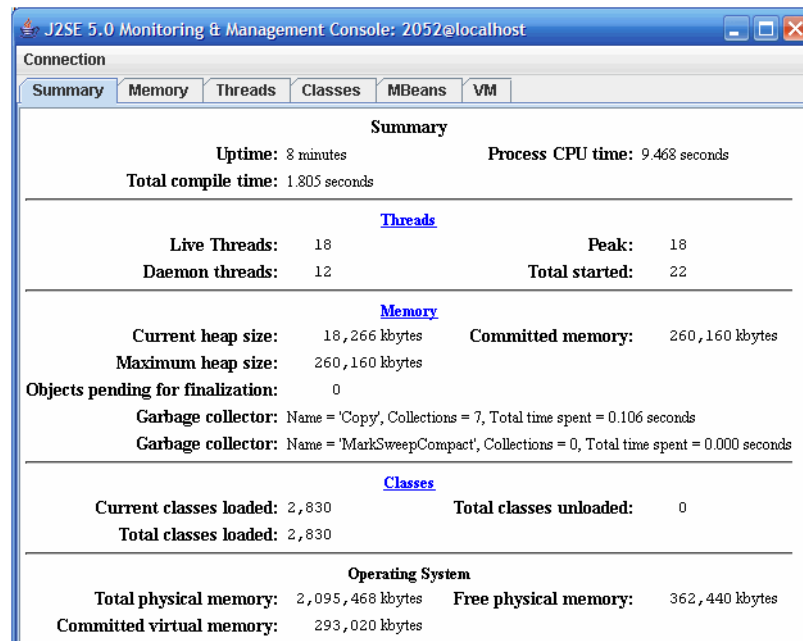 J2SE 5.0 Monitoring & Management Console: 2052@localhost
Connection
Summary Memory Threads Classes MBeans VM
Summary
Uptime: 8 minutes Process CPU time: 9.468 seconds
Total compile time: 1.805 seconds
Threads
Live Threads: 18 Peak: 18
Daemon threads: 12 Total started: 22
Memory
Current heap size: 18,266 kbytes Committed memory: 260,160 kbytes
Maximum heap size: 260,160 kbytes
Objects pending for finalization: 0
Garbage collector: Name = 'Copy', Collections = 7, Total time spent = 0.106 seconds
Garbage collector: Name = 'MarkSweepCompact', Collections = 0, Total time spent = 0.000 seconds
Classes
Current classes loaded: 2,830 Total classes unloaded: 0
Total classes loaded: 2,830
Operating System
Total physical memory: 2,095,468 kbytes Free physical memory: 362,440 kbytes
Committed virtual memory: 293,020 kbytes